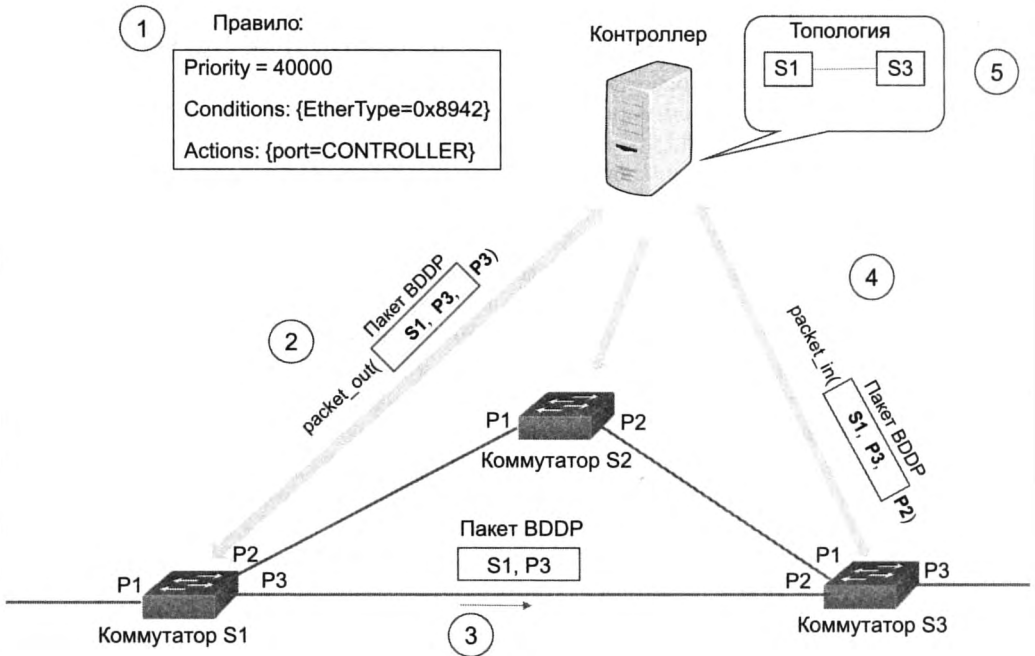 1
Правило:
Priority = 40000
Conditions: {EtherType=0x8942}
Actions: {port=CONTROLLER}
Контроллер
Топология
S1
S3
5
2
packet_out(
Пакет BDDP
S1, P3,
P3)
4
packet_in(
Пакет BDDP
S1, P3,
P2)
P1
P2
Коммутатор S2
Пакет BDDP
S1, P3
P1
P2
P3
Коммутатор S1
3
P1
P2
P3
Коммутатор S3